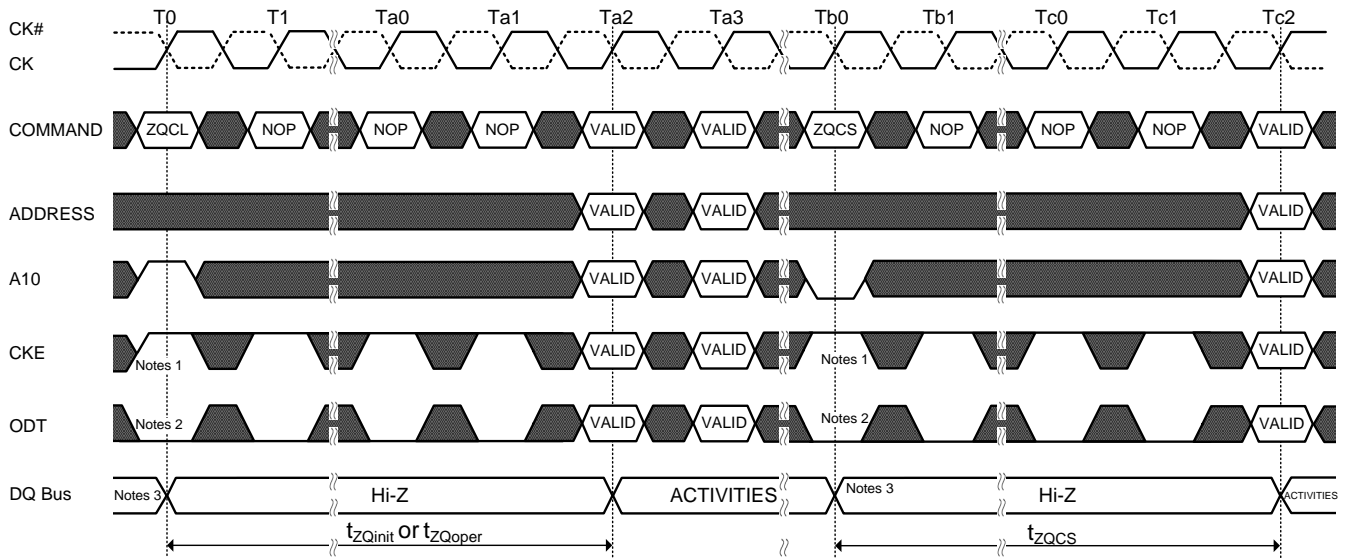 T0 T1 Ta0 Ta1 Ta2 Ta3 Tb0 Tb1 Tc0 Tc1 Tc2
CK#
CK
COMMAND ZQCL NOP NOP NOP VALID VALID ZQCS NOP NOP NOP VALID
ADDRESS VALID VALID VALID
A10 VALID VALID VALID
CKE Notes 1 VALID VALID Notes 1 VALID
ODT Notes 2 VALID VALID Notes 2 VALID
DQ Bus Notes 3 Hi-Z ACTIVITIES Notes 3 Hi-Z ACTIVITIES
tZQinit or tZQoper tZQCS